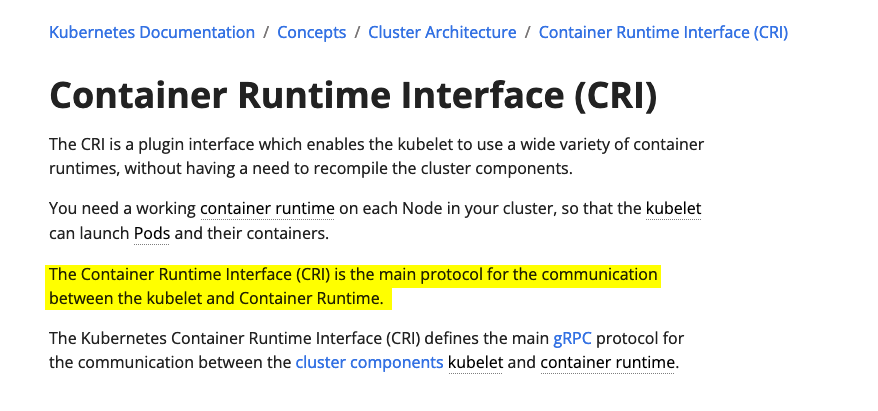 Kubernetes Documentation / Concepts / Cluster Architecture / Container Runtime Interface (CRI)
Container Runtime Interface (CRI)
The CRI is a plugin interface which enables the kubelet to use a wide variety of container
runtimes, without having a need to recompile the cluster components.
You need a working container runtime on each Node in your cluster, so that the kubelet
can launch Pods and their containers.
The Container Runtime Interface (CRI) is the main protocol for the communication
between the kubelet and Container Runtime.
The Kubernetes Container Runtime Interface (CRI) defines the main gRPC protocol for
the communication between the cluster components kubelet and container runtime.